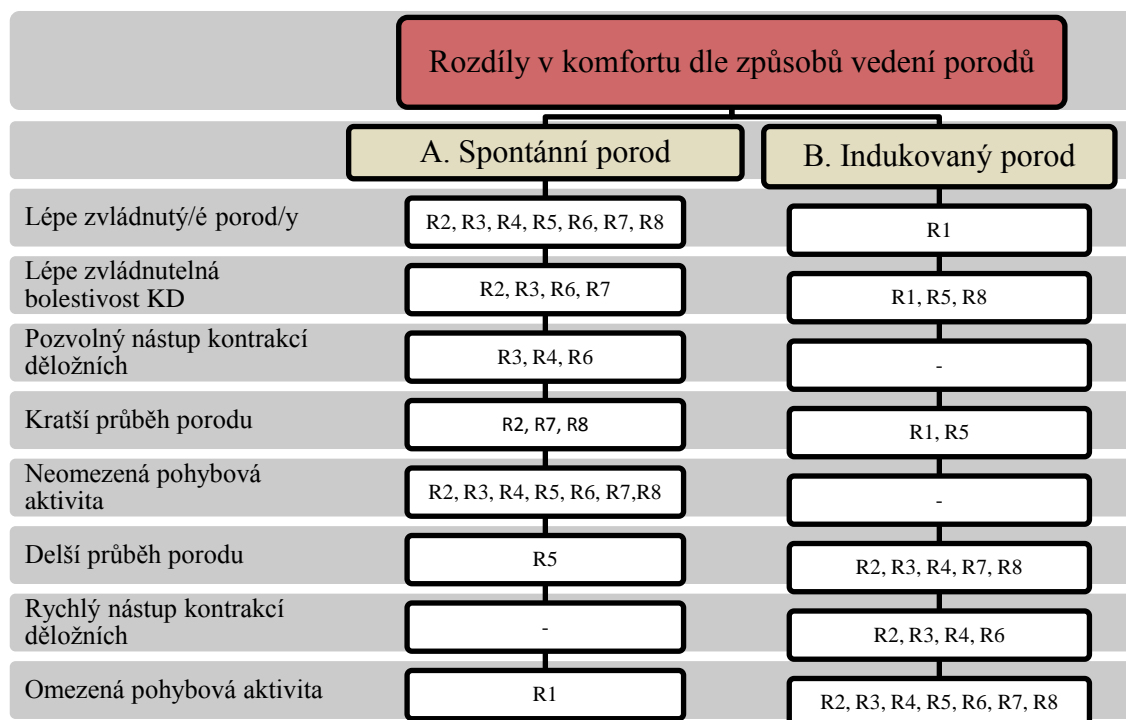 Rozdíly v komfortu dle způsobů vedení porodů
A. Spontánní porod
B. Indukovaný porod
Lépe zvládnutý/é porod/y
R2, R3, R4, R5, R6, R7, R8
R1
Lépe zvládnutelná
bolestivost KD
R2, R3, R6, R7
R1, R5, R8
Pozvolný nástup kontrakcí
děložních
R3, R4, R6
-
Kratší průběh porodu
R2, R7, R8
R1, R5
Neomezená pohybová
aktivita
R2, R3, R4, R5, R6, R7,R8
-
Delší průběh porodu
R5
R2, R3, R4, R7, R8
Rychlý nástup kontrakcí
děložních
-
R2, R3, R4, R6
Omezená pohybová aktivita
R1
R2, R3, R4, R5, R6, R7, R8